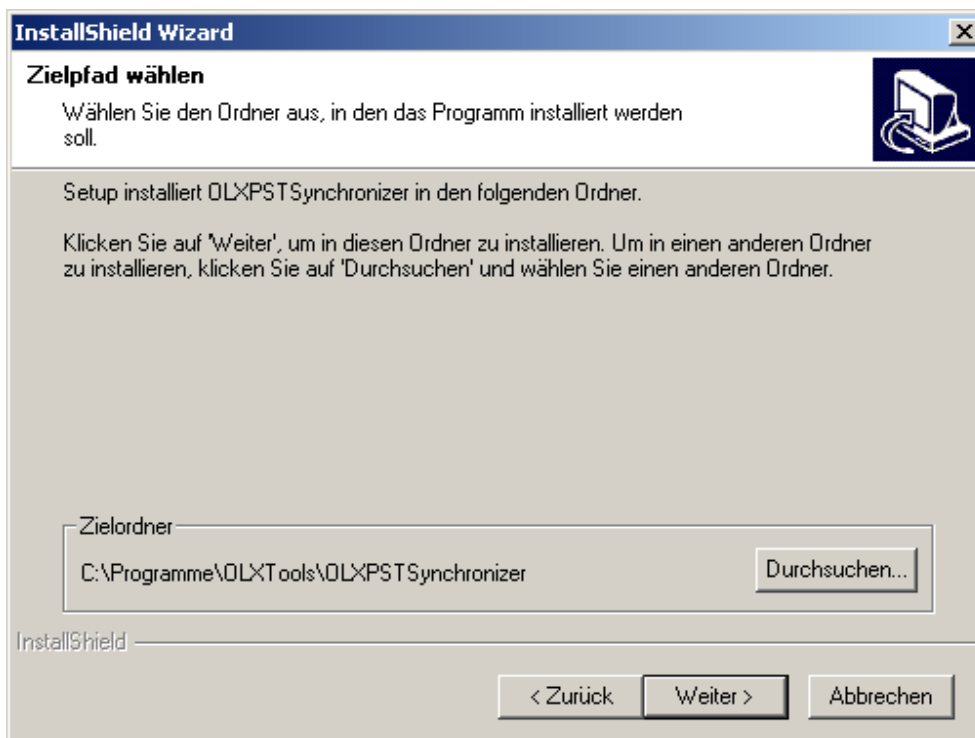 InstallShield Wizard
Zielpfad wählen
Wählen Sie den Ordner aus, in den das Programm installiert werden
soll.
Setup installiert OLXPSTSynchronizer in den folgenden Ordner.
Klicken Sie auf 'Weiter', um in diesen Ordner zu installieren. Um in einen anderen Ordner
zu installieren, klicken Sie auf 'Durchsuchen' und wählen Sie einen anderen Ordner.
Zielordner
C:\Programme\OLXTools\OLXPSTSynchronizer
Durchsuchen...
InstallShield
< Zurück
Weiter >
Abbrechen